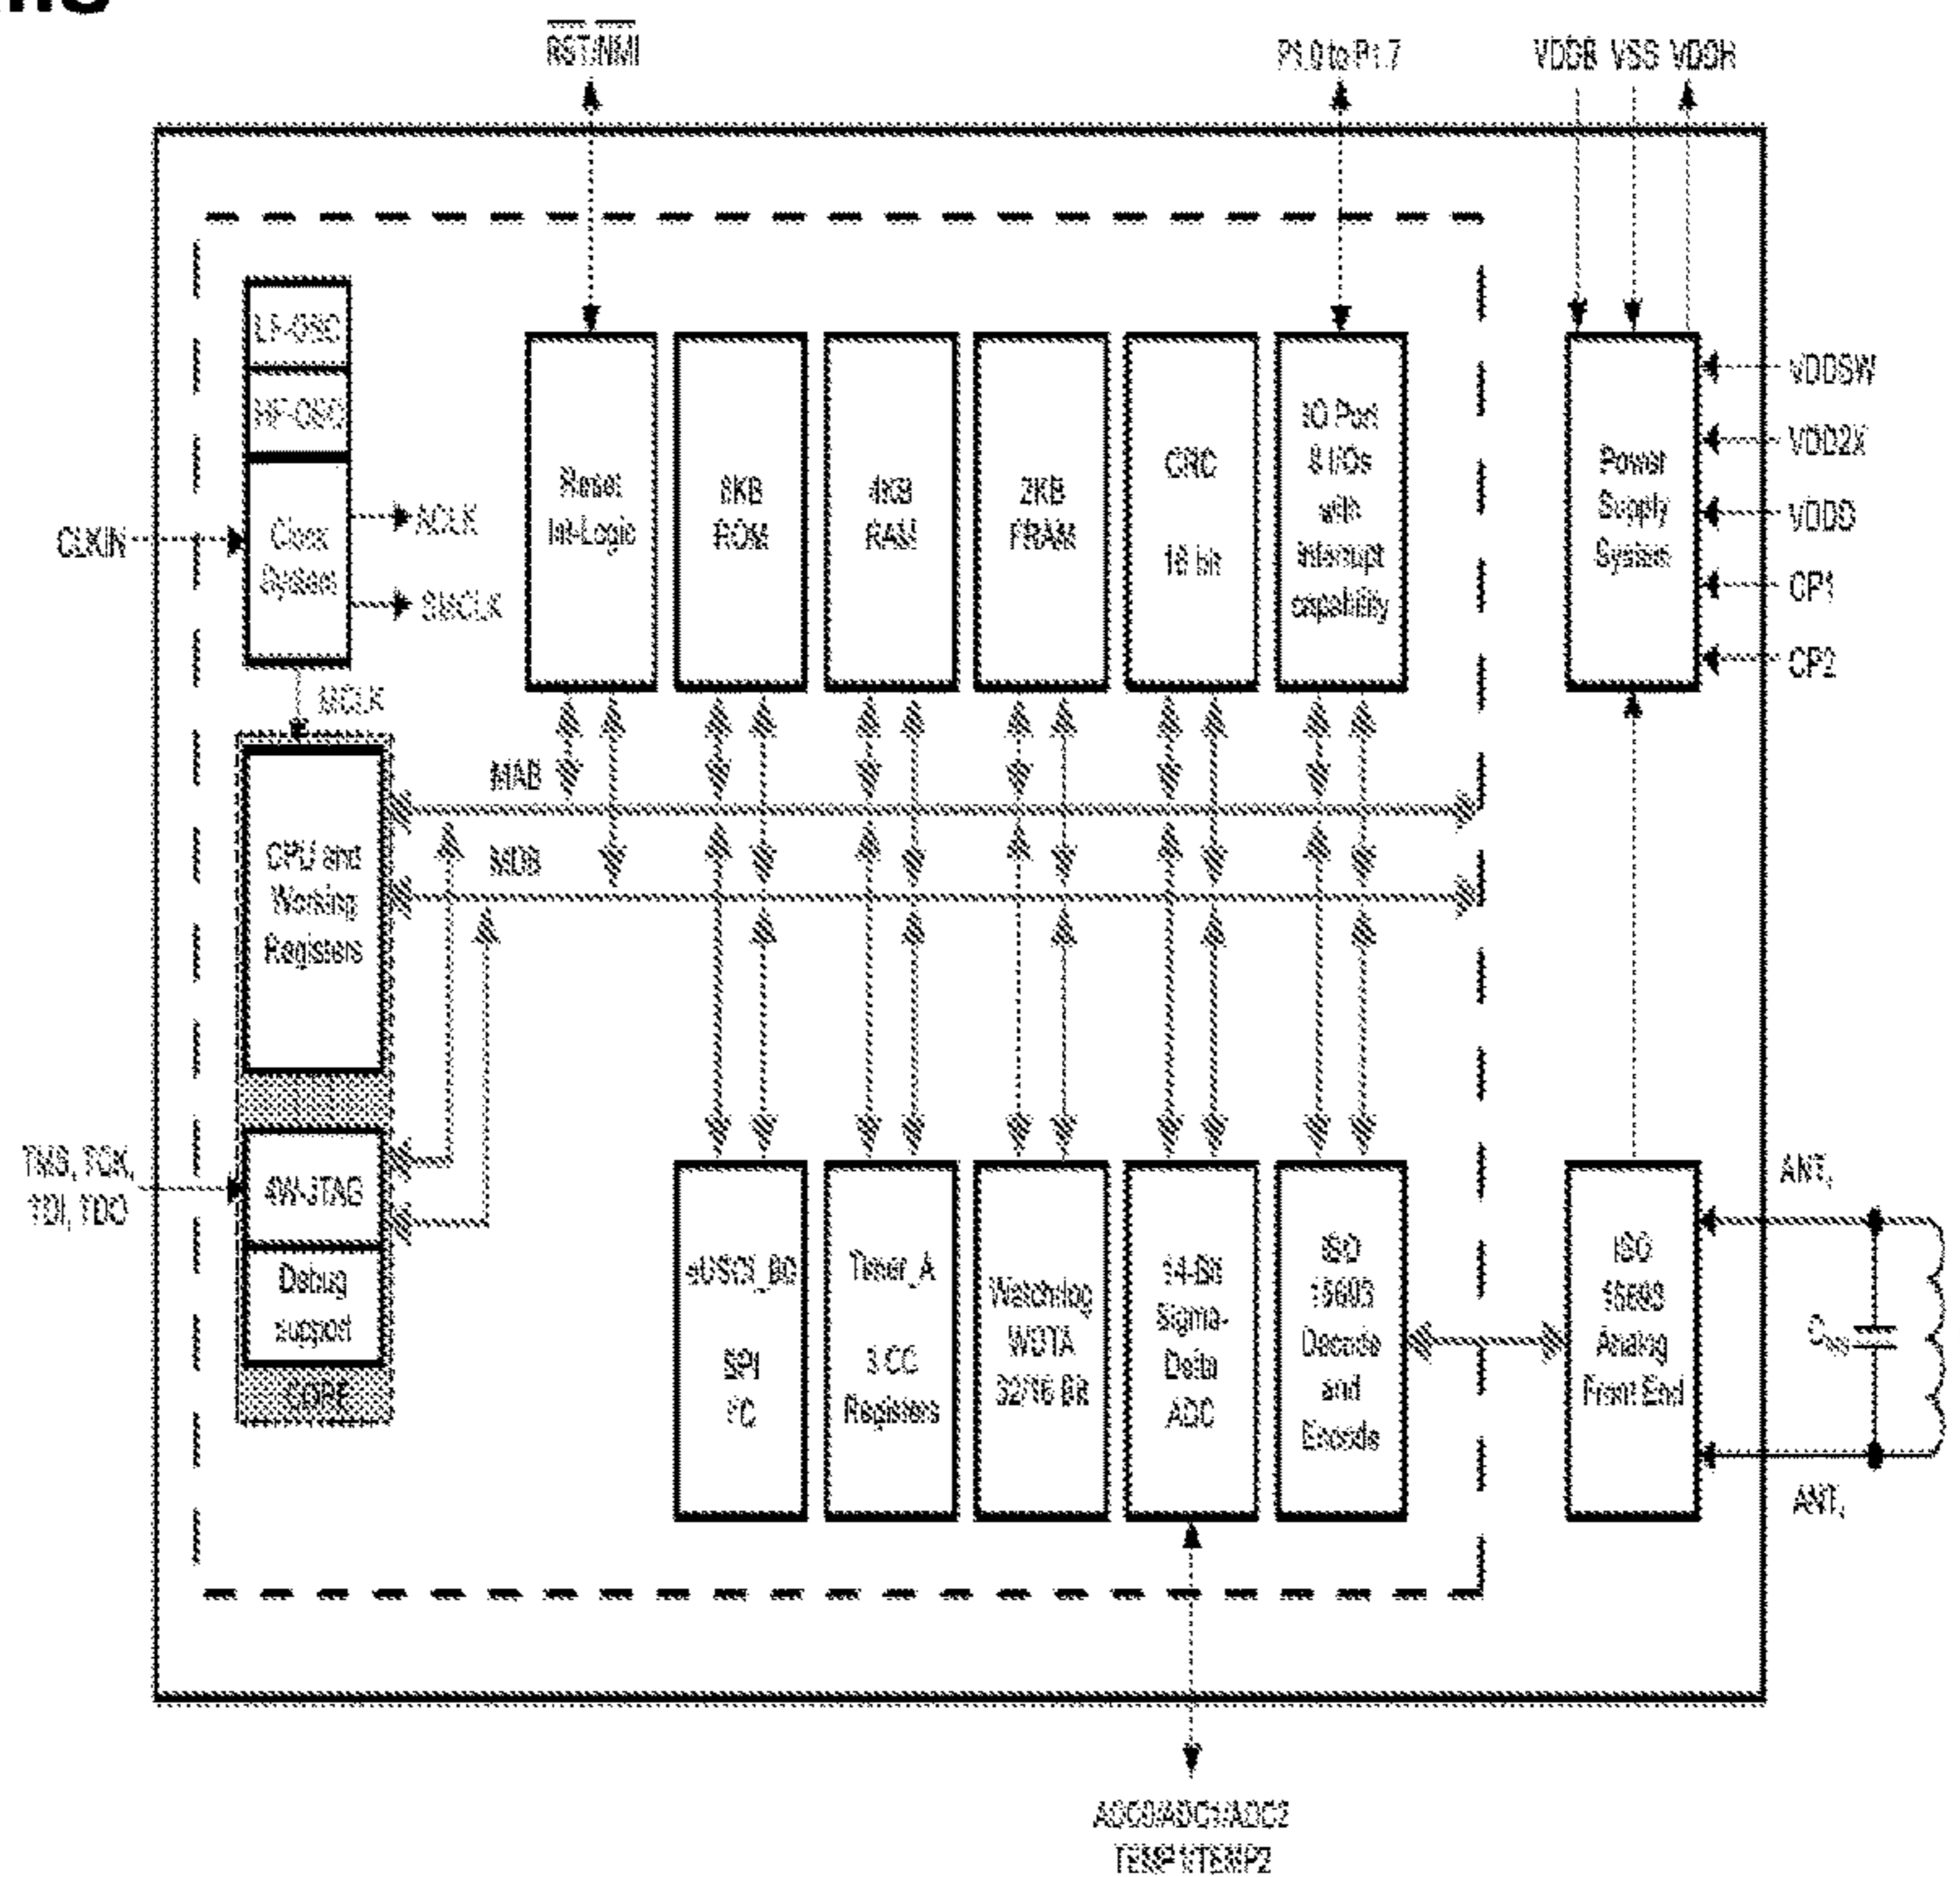 RST/NMI
P1.0 to P1.7
VDDB VSS VDDH
LF-OSC
HF-OSC
Clock
System
CLKIN
ACLK
SMCLK
MCLK
Reset
Int-Logic
8KB
ROM
4KB
RAM
2KB
FRAM
CRC
16 bit
IO Port
8 I/Os
with
interrupt
capability
Power
Supply
System
VDDSW
VDD2X
VDDD
CP1
CP2
MAB
MDB
CPU and
Working
Registers
TMS, TCK,
TDI, TDO
4W-JTAG
Debug
support
CORE
eUSCI_B0
SPI
I²C
Timer_A
3 CC
Registers
Watchdog
WDTA
32/16 Bit
14-Bit
Sigma-
Delta
ADC
ISO
15693
Decode
and
Encode
ISO
15693
Analog
Front End
ANT
ANT
ADC0/ADC1/ADC2
TEMP1/TEMP2